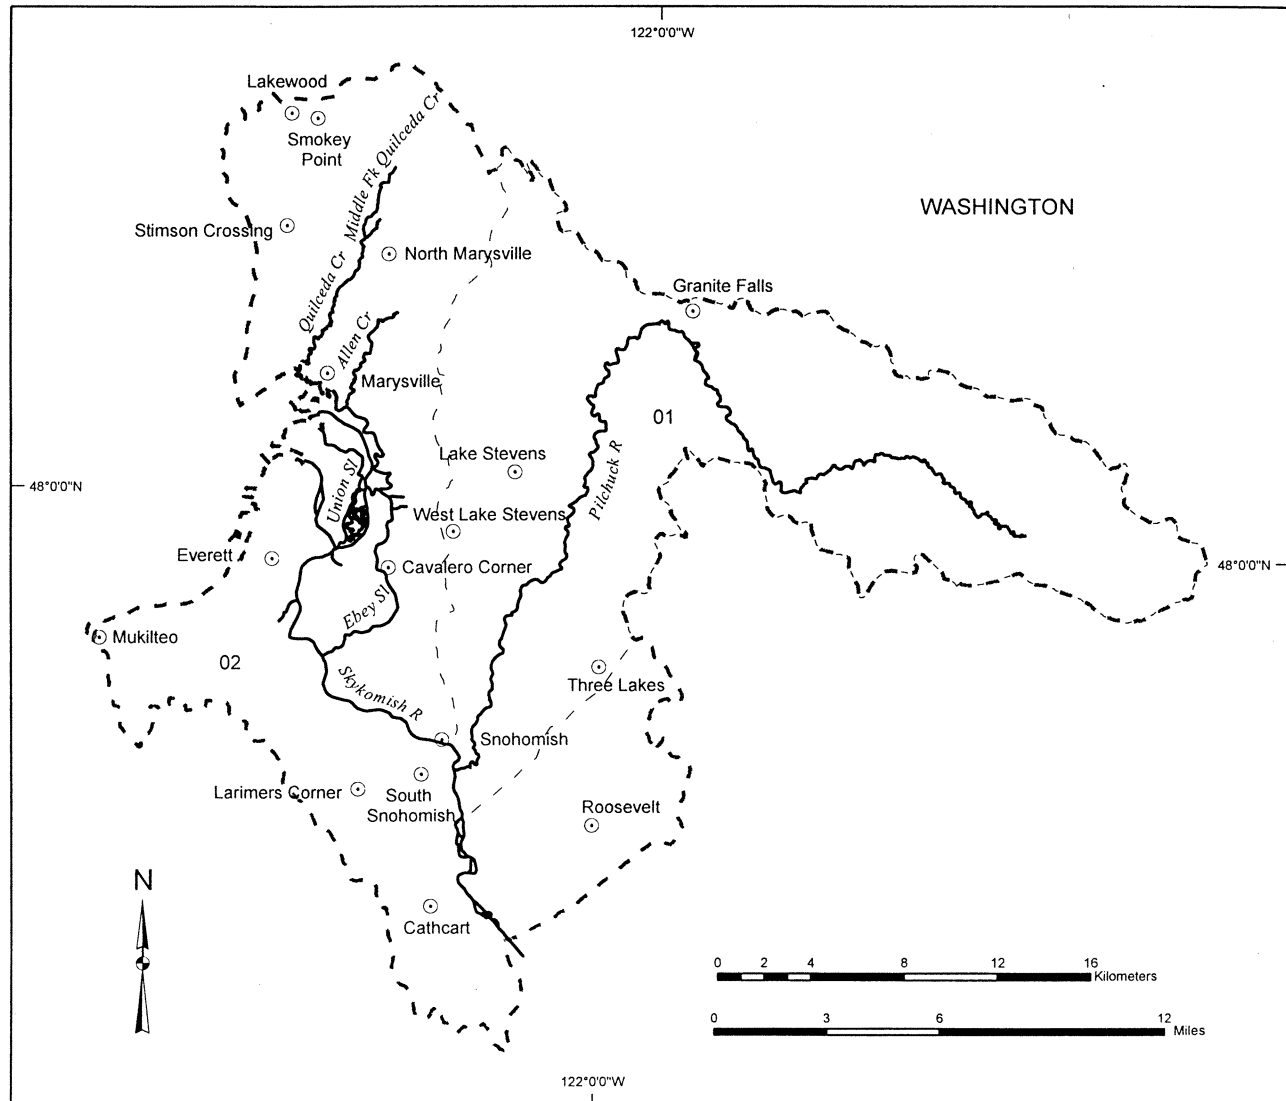 122°0'0"W
Lakewood
Smokey
Point
Middle Fk Quilceda Cr
WASHINGTON
Stimson Crossing
North Marysville
Quilceda Cr
Granite Falls
Allen Cr
Marysville
01
Lake Stevens
Pilchuck R
48°0'0"N
Union Sl
West Lake Stevens
Everett
Cavalero Corner
48°0'0"N
Ebey Sl
Mukilteo
02
Three Lakes
Skykomish R
Snohomish
Larimers Corner
South
Snohomish
Roosevelt
N
Cathcart
0 2 4 8 12 16
Kilometers
0 3 6 12
Miles
122°0'0"W